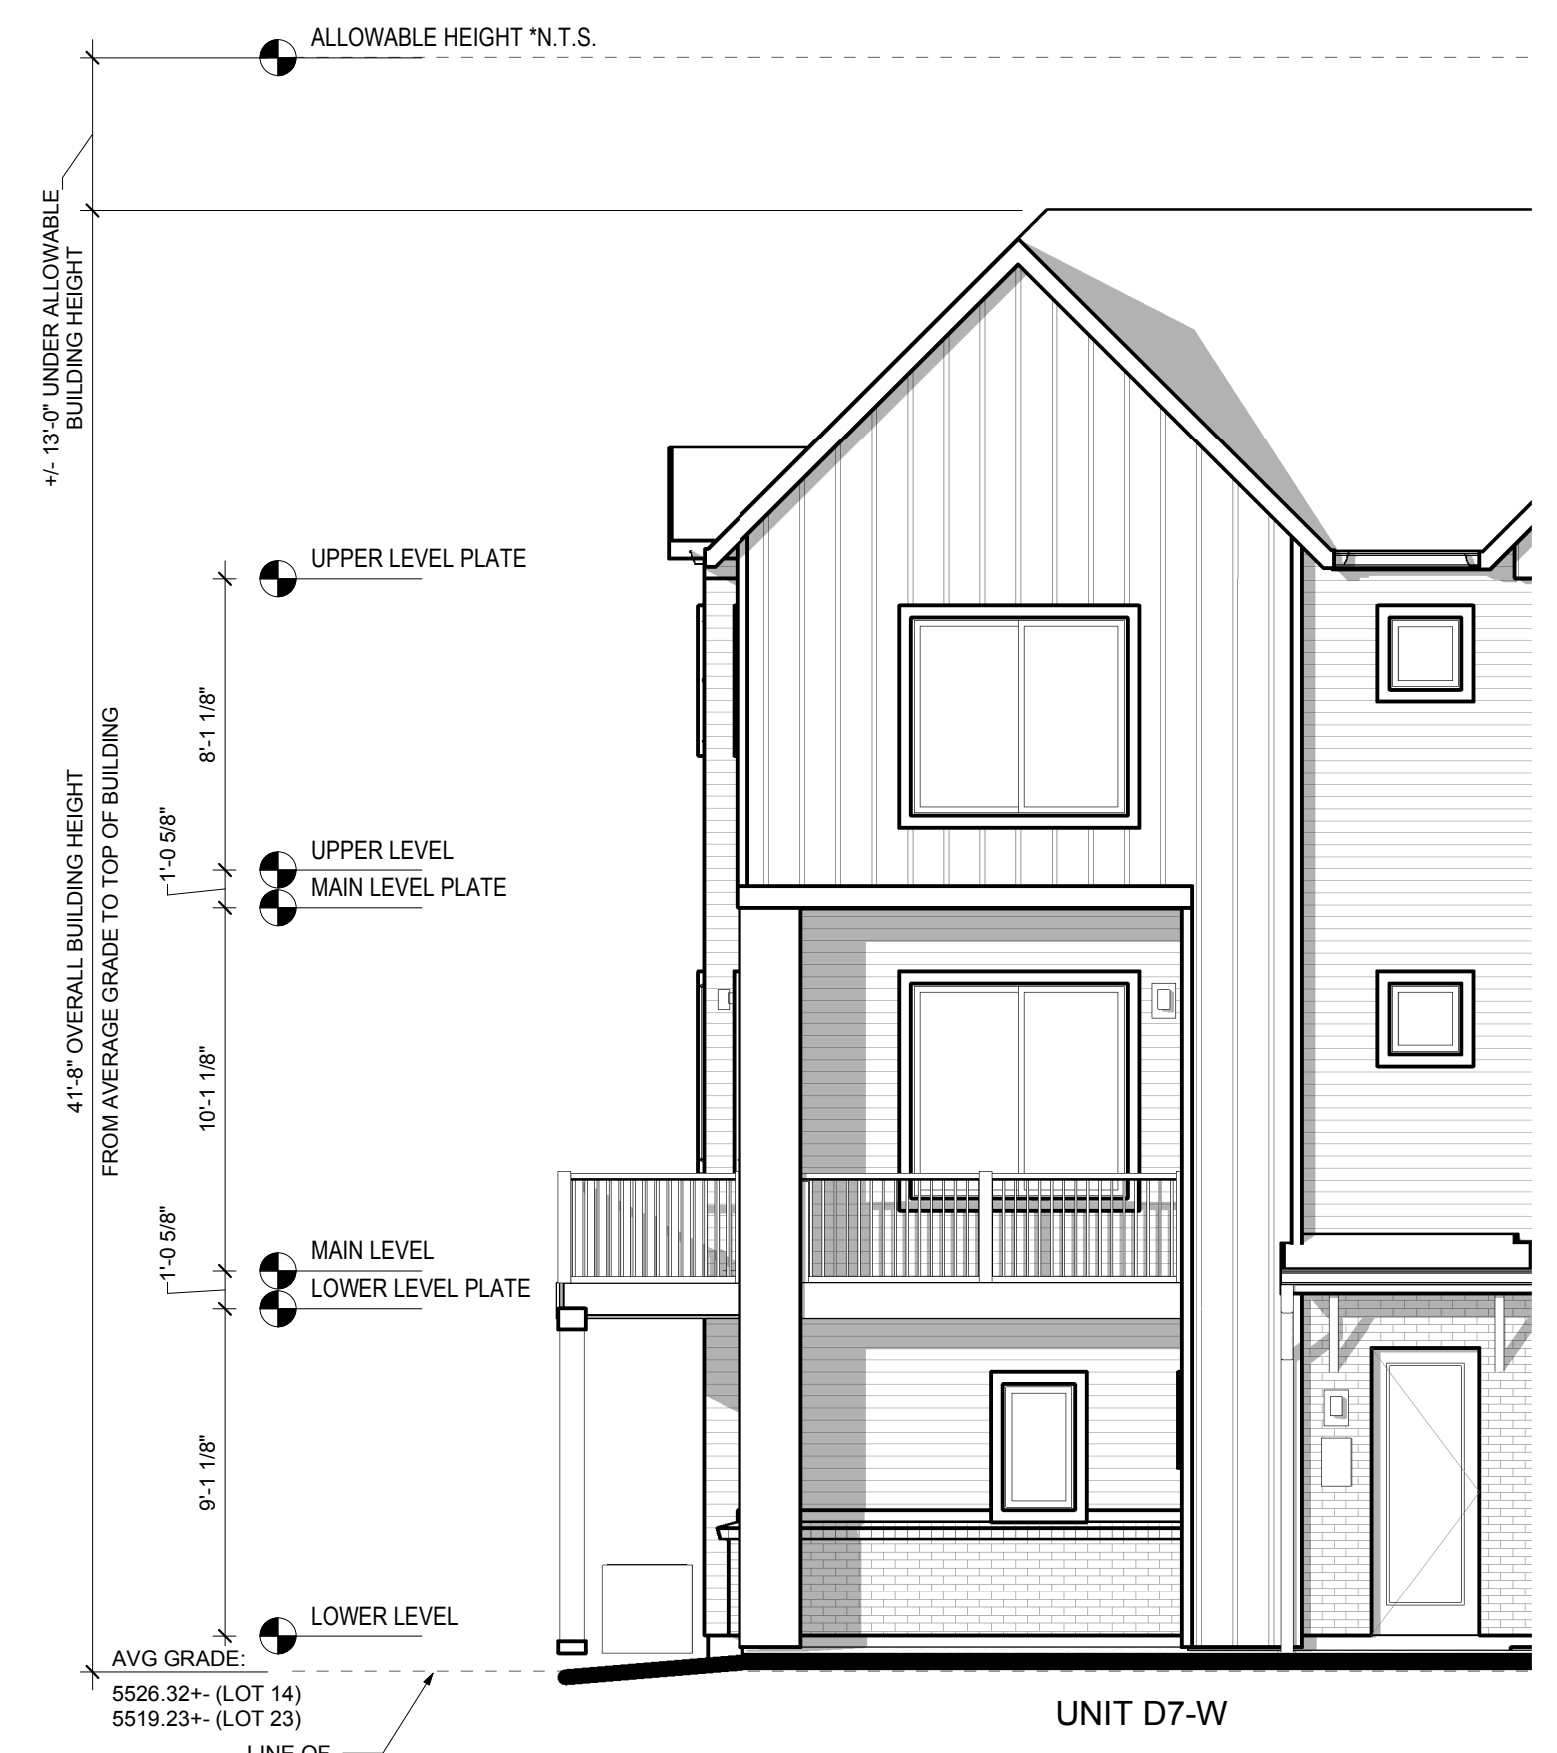 ALLOWABLE HEIGHT *N.T.S.
+/- 13'-0" UNDER ALLOWABLE
BUILDING HEIGHT
UPPER LEVEL PLATE
8'-1 1/8"
1'-0 5/8"
UPPER LEVEL
MAIN LEVEL PLATE
41'-8" OVERALL BUILDING HEIGHT
FROM AVERAGE GRADE TO TOP OF BUILDING
10'-1 1/8"
1'-0 5/8"
MAIN LEVEL
LOWER LEVEL PLATE
9'-1 1/8"
LOWER LEVEL
AVG GRADE:
5526.32+- (LOT 14)
5519.23+- (LOT 23)
LINE OF
UNIT D7-W